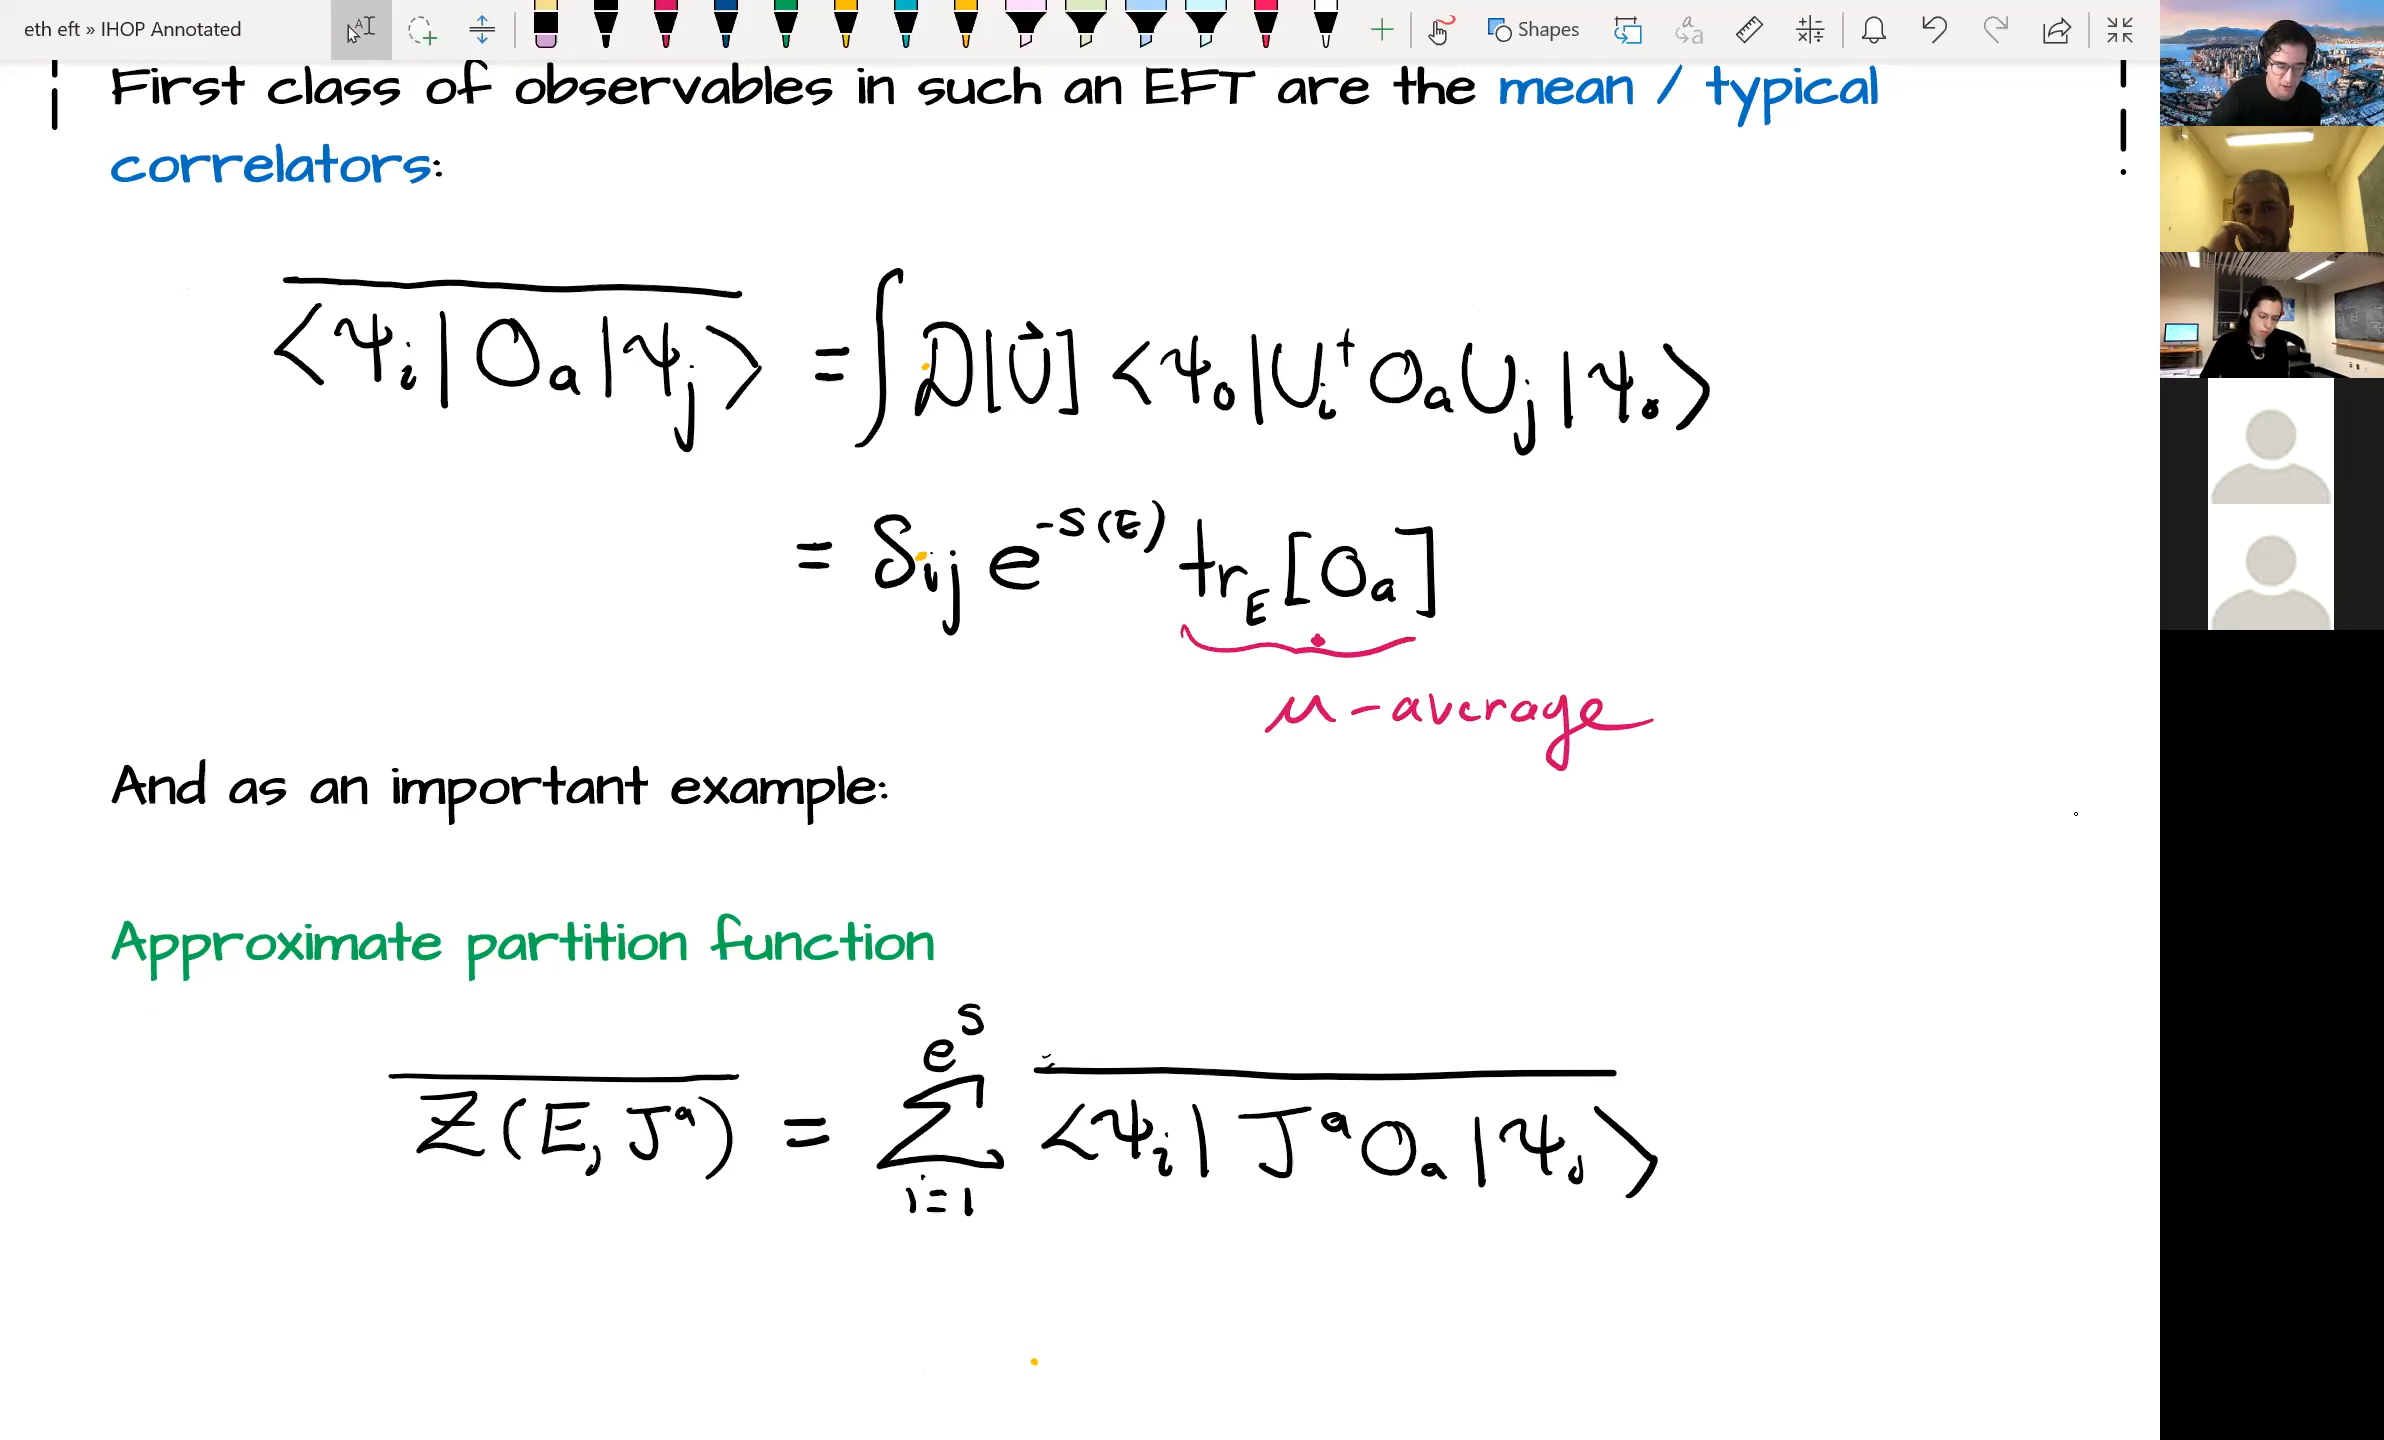 eth eft » IHOP Annotated
Shapes
First class of observables in such an EFT are the mean / typical
correlators:
⟨Ψi|Oa|Ψj⟩ = ∫D[U⃗] ⟨Ψ0|Ui† Oa Uj|Ψ0⟩
= δij e^-S(E) trE[Oa]
μ-average
And as an important example:
Approximate partition function
e^S
Z(E, J^a) = Σ ⟨Ψi| J^a Oa |Ψj⟩
i=1